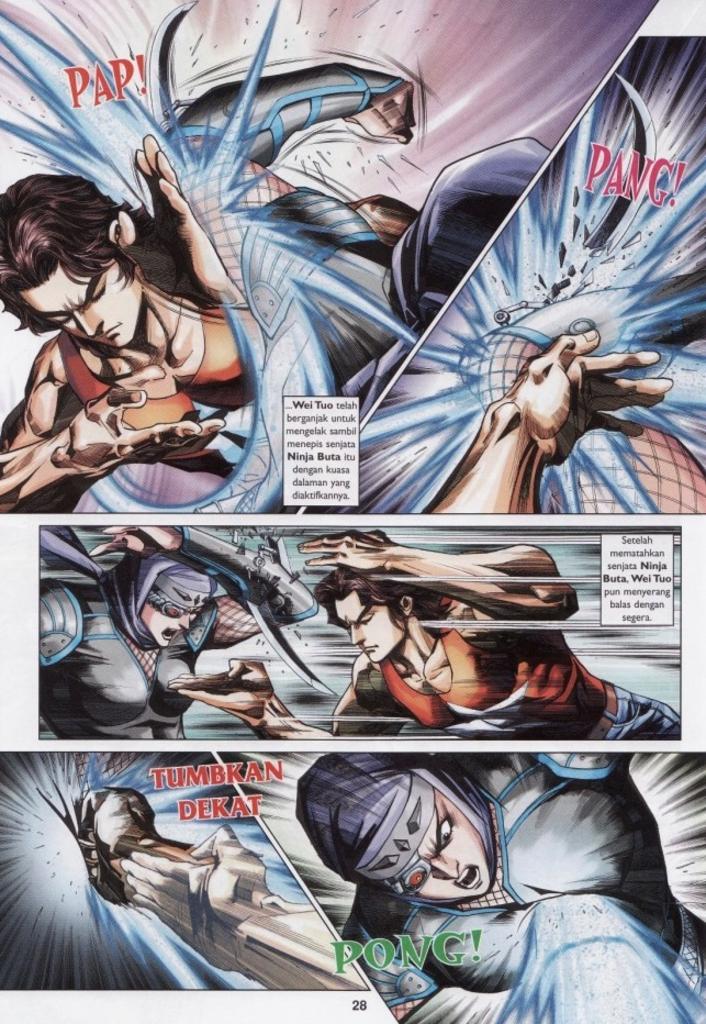 PAP!
PANG!
...Wei Tuo telah
berganjak untuk
mengelak sambil
menepis senjata
Ninja Buta itu
dengan kuasa
dalaman yang
diaktifkannya.
Setelah
mematahkan
senjata Ninja
Buta, Wei Tuo
pun menyerang
balas dengan
segera.
TUMBKAN
DEKAT
PONG!
28